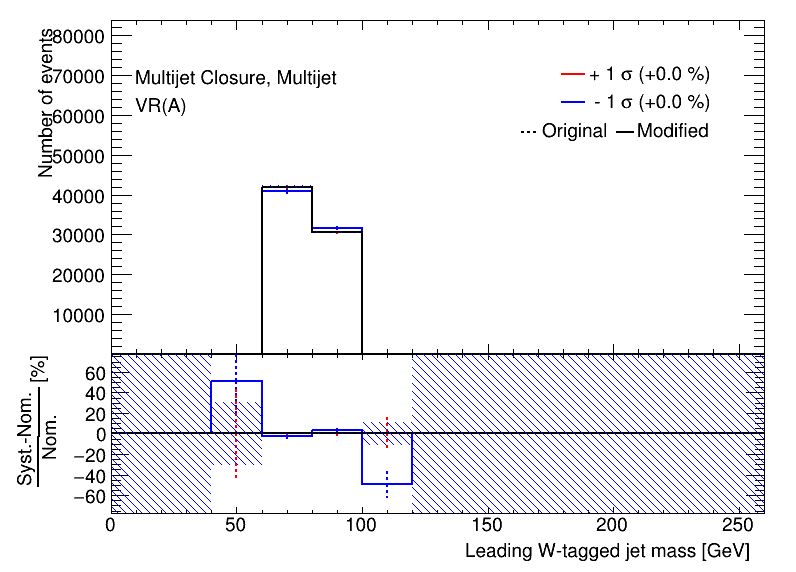 80000
70000
60000
50000
40000
30000
20000
10000
Number of events
Multijet Closure, Multijet
VR(A)
+ 1 σ (+0.0 %)
- 1 σ (+0.0 %)
Original
Modified
60
40
20
0
−20
−40
−60
Syst.-Nom.
Nom.
[%]
0 50 100 150 200 250
Leading W-tagged jet mass [GeV]